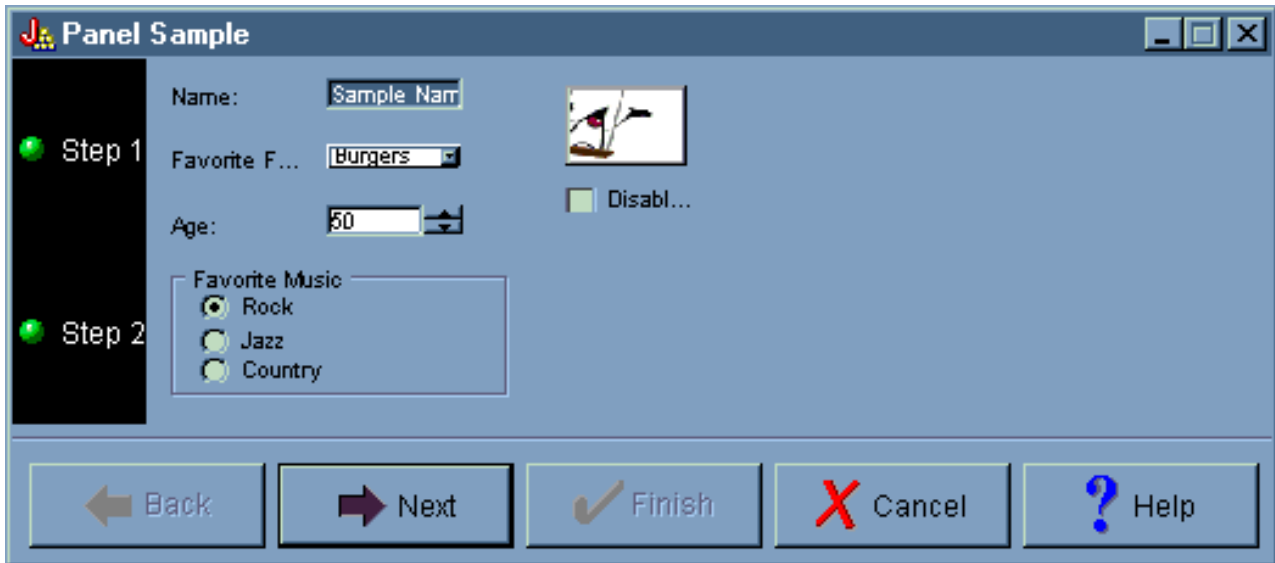 Panel Sample
Step 1
Name:
Sample Nam
Favorite F...
Burgers
Age:
50
Disabl...
Step 2
Favorite Music
Rock
Jazz
Country
Back
Next
Finish
Cancel
Help